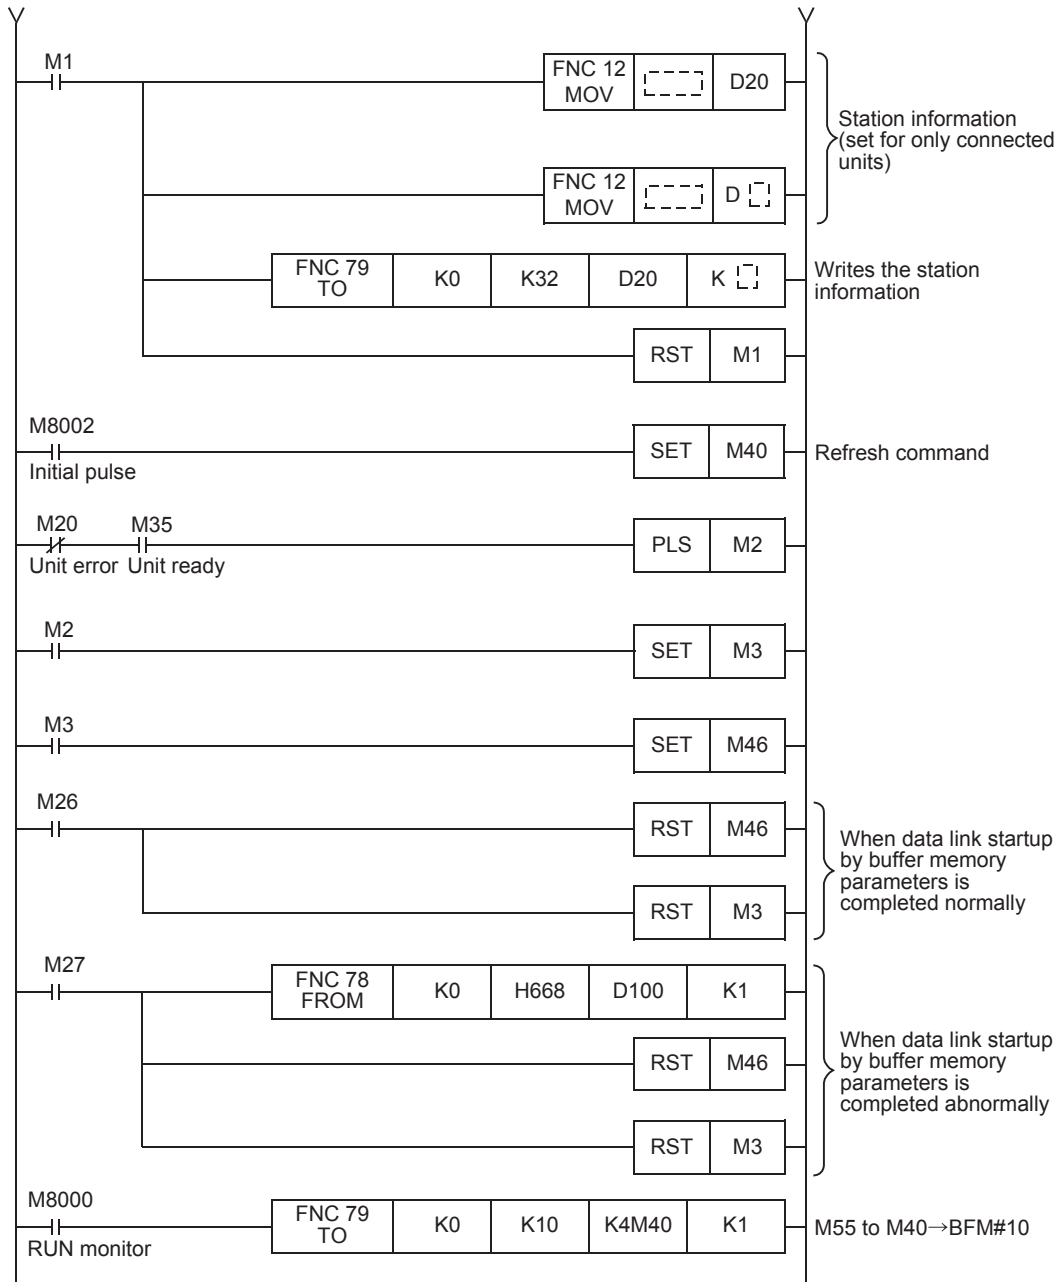 M1
FNC 12
MOV
D20
Station information
(set for only connected
units)
FNC 12
MOV
D
FNC 79
TO
K0
K32
D20
K
Writes the station
information
RST
M1
M8002
Initial pulse
SET
M40
Refresh command
M20
M35
Unit error
Unit ready
PLS
M2
M2
SET
M3
M3
SET
M46
M26
RST
M46
When data link startup
by buffer memory
parameters is
completed normally
RST
M3
M27
FNC 78
FROM
K0
H668
D100
K1
When data link startup
by buffer memory
parameters is
completed abnormally
RST
M46
RST
M3
M8000
RUN monitor
FNC 79
TO
K0
K10
K4M40
K1
M55 to M40→BFM#10